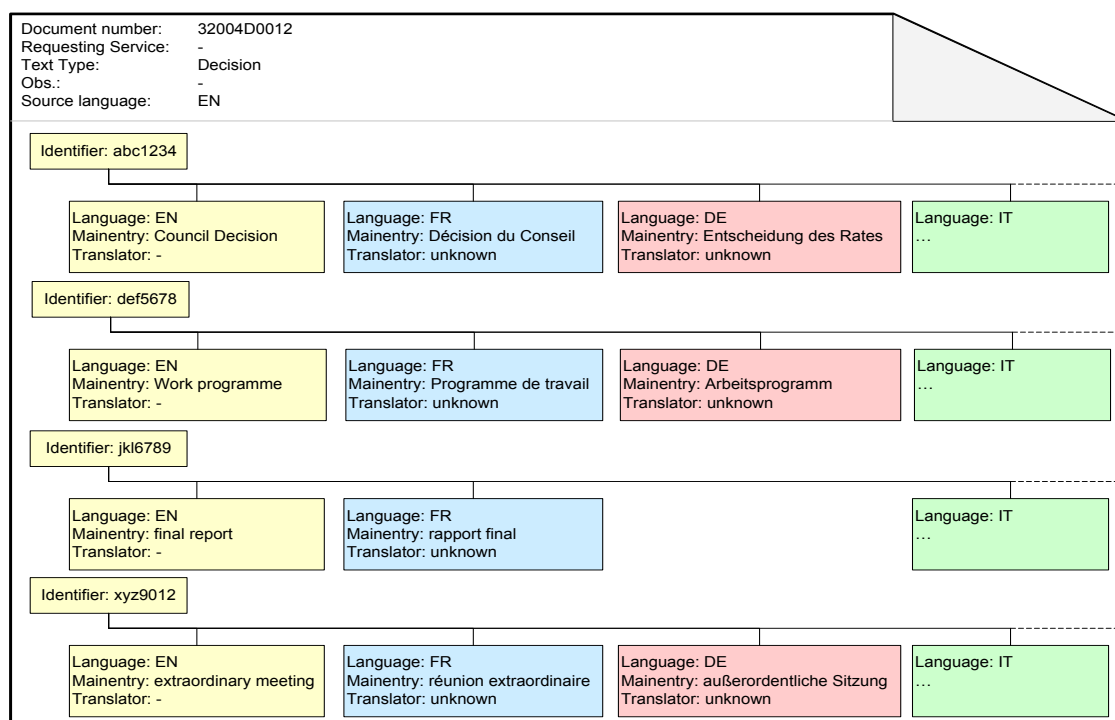 Document number: 32004D0012
Requesting Service: -
Text Type: Decision
Obs.: -
Source language: EN
Identifier: abc1234
Language: EN
Mainentry: Council Decision
Translator: -
Language: FR
Mainentry: Décision du Conseil
Translator: unknown
Language: DE
Mainentry: Entscheidung des Rates
Translator: unknown
Language: IT
…
Identifier: def5678
Language: EN
Mainentry: Work programme
Translator: -
Language: FR
Mainentry: Programme de travail
Translator: unknown
Language: DE
Mainentry: Arbeitsprogramm
Translator: unknown
Language: IT
…
Identifier: jkl6789
Language: EN
Mainentry: final report
Translator: -
Language: FR
Mainentry: rapport final
Translator: unknown
Language: IT
…
Identifier: xyz9012
Language: EN
Mainentry: extraordinary meeting
Translator: -
Language: FR
Mainentry: réunion extraordinaire
Translator: unknown
Language: DE
Mainentry: außerordentliche Sitzung
Translator: unknown
Language: IT
…